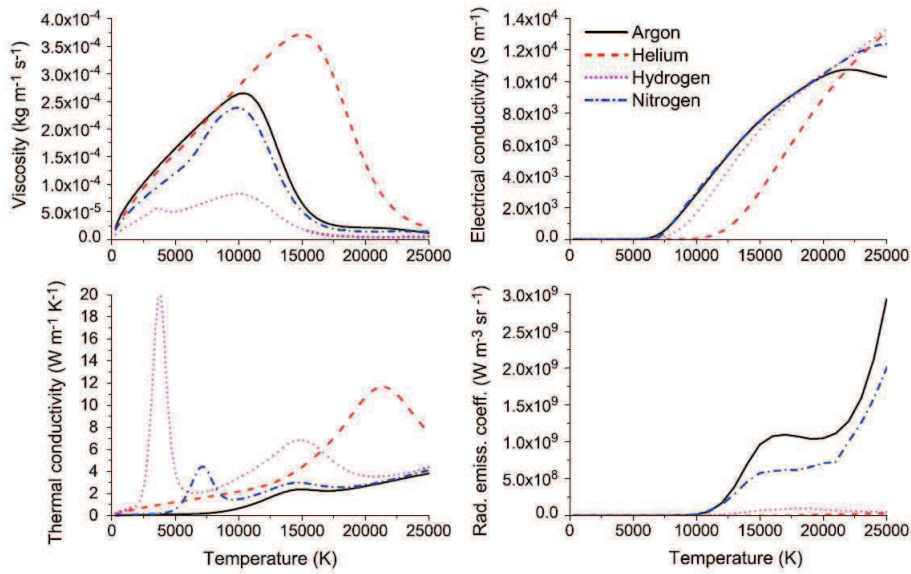 4.0x10⁻⁴
3.5x10⁻⁴
3.0x10⁻⁴
2.5x10⁻⁴
2.0x10⁻⁴
1.5x10⁻⁴
1.0x10⁻⁴
5.0x10⁻⁵
0.0
Viscosity (kg m⁻¹ s⁻¹)
0 5000 10000 15000 20000 25000
1.4x10⁴
1.2x10⁴
1.0x10⁴
8.0x10³
6.0x10³
4.0x10³
2.0x10³
0.0
Electrical conductivity (S m⁻¹)
Argon
Helium
Hydrogen
Nitrogen
0 5000 10000 15000 20000 25000
20
18
16
14
12
10
8
6
4
2
0
Thermal conductivity (W m⁻¹ K⁻¹)
0 5000 10000 15000 20000 25000
Temperature (K)
3.0x10⁹
2.5x10⁹
2.0x10⁹
1.5x10⁹
1.0x10⁹
5.0x10⁸
0.0
Rad. emiss. coeff. (W m⁻³ sr⁻¹)
0 5000 10000 15000 20000 25000
Temperature (K)